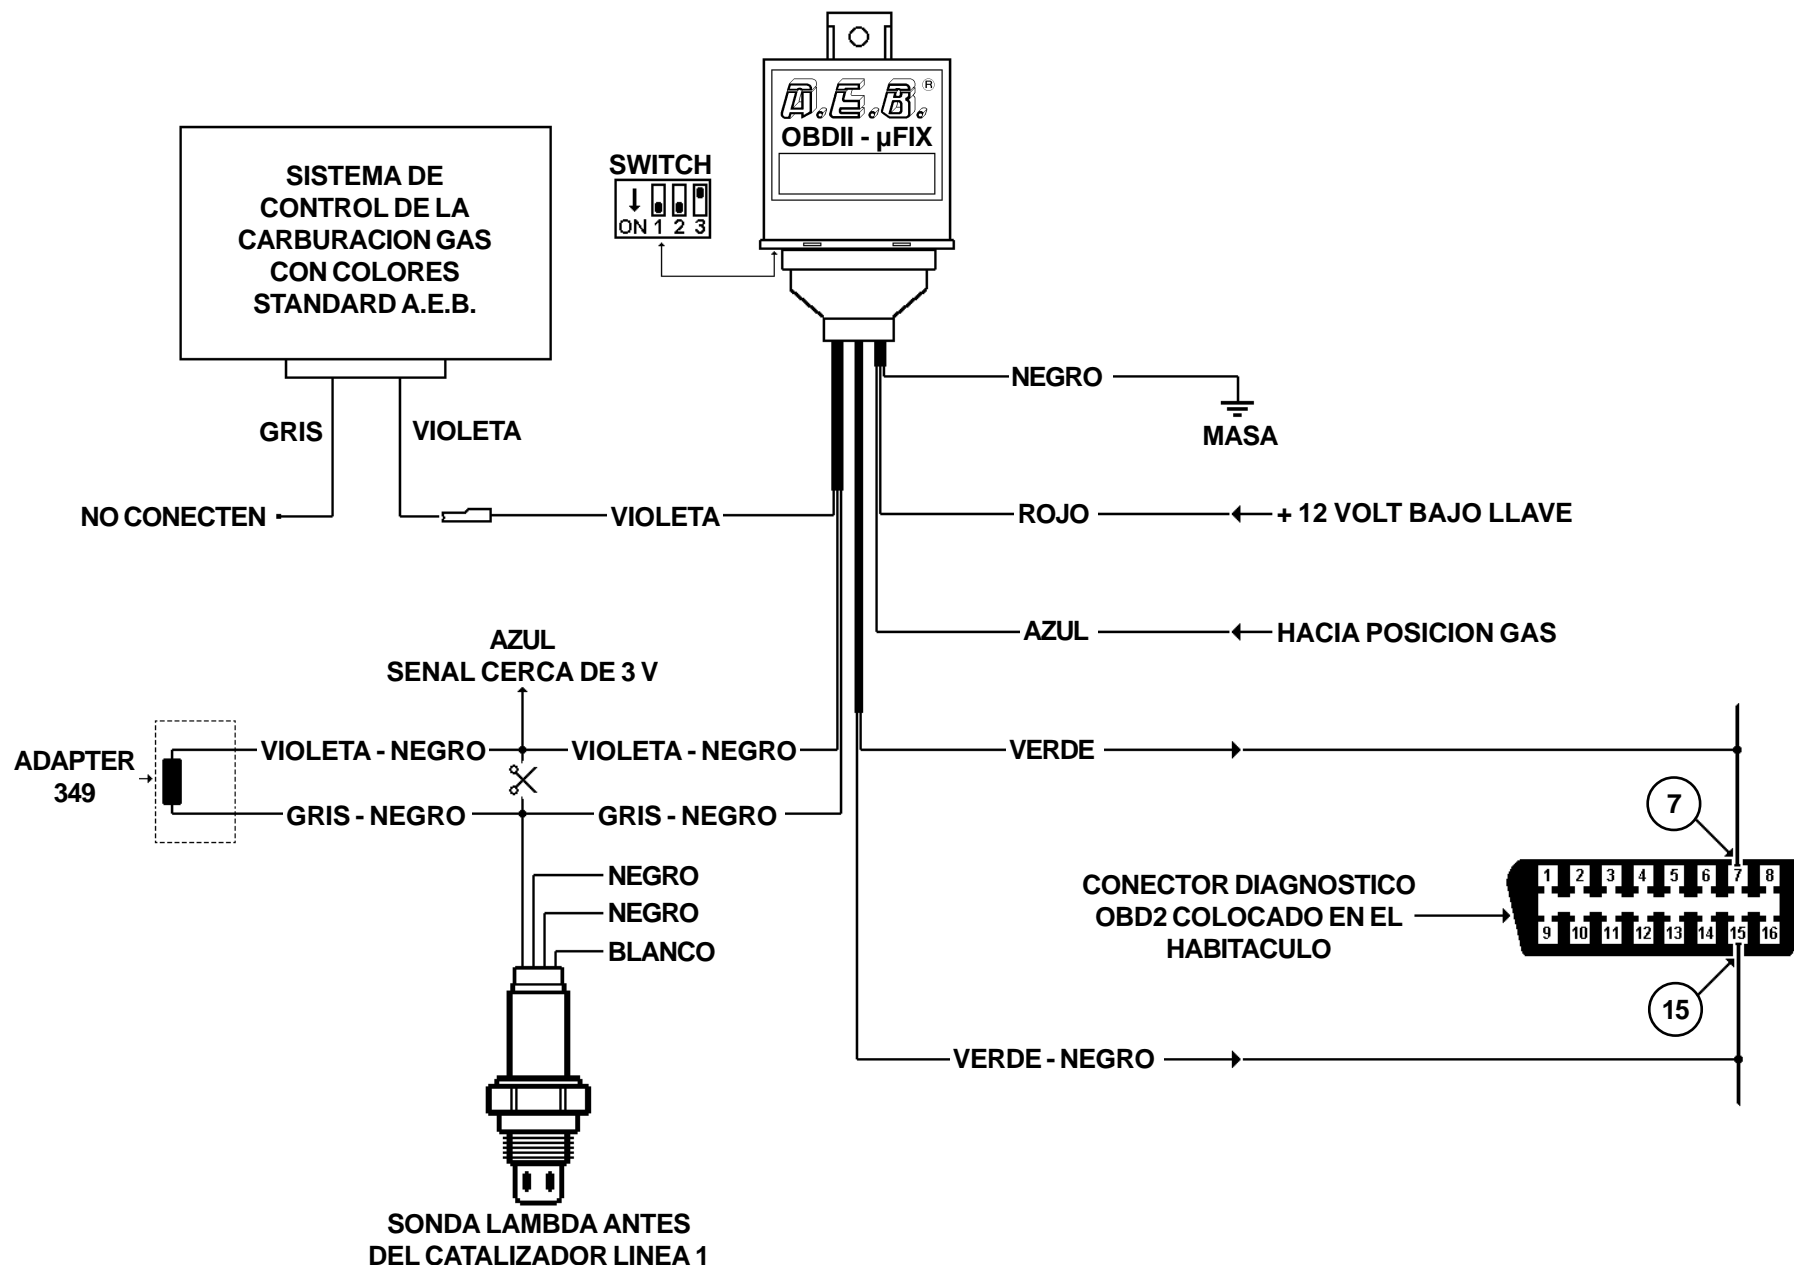 A.E.B.®
OBDII - µFIX
SWITCH
ON 1 2 3
SISTEMA DE
CONTROL DE LA
CARBURACION GAS
CON COLORES
STANDARD A.E.B.
GRIS
VIOLETA
NO CONECTEN
VIOLETA
NEGRO
MASA
ROJO
+ 12 VOLT BAJO LLAVE
AZUL
HACIA POSICION GAS
AZUL
SENAL CERCA DE 3 V
ADAPTER
349
VIOLETA - NEGRO
VIOLETA - NEGRO
GRIS - NEGRO
GRIS - NEGRO
VERDE
7
NEGRO
NEGRO
BLANCO
CONECTOR DIAGNOSTICO
OBD2 COLOCADO EN EL
HABITACULO
1 2 3 4 5 6 7 8
9 10 11 12 13 14 15 16
15
VERDE - NEGRO
SONDA LAMBDA ANTES
DEL CATALIZADOR LINEA 1